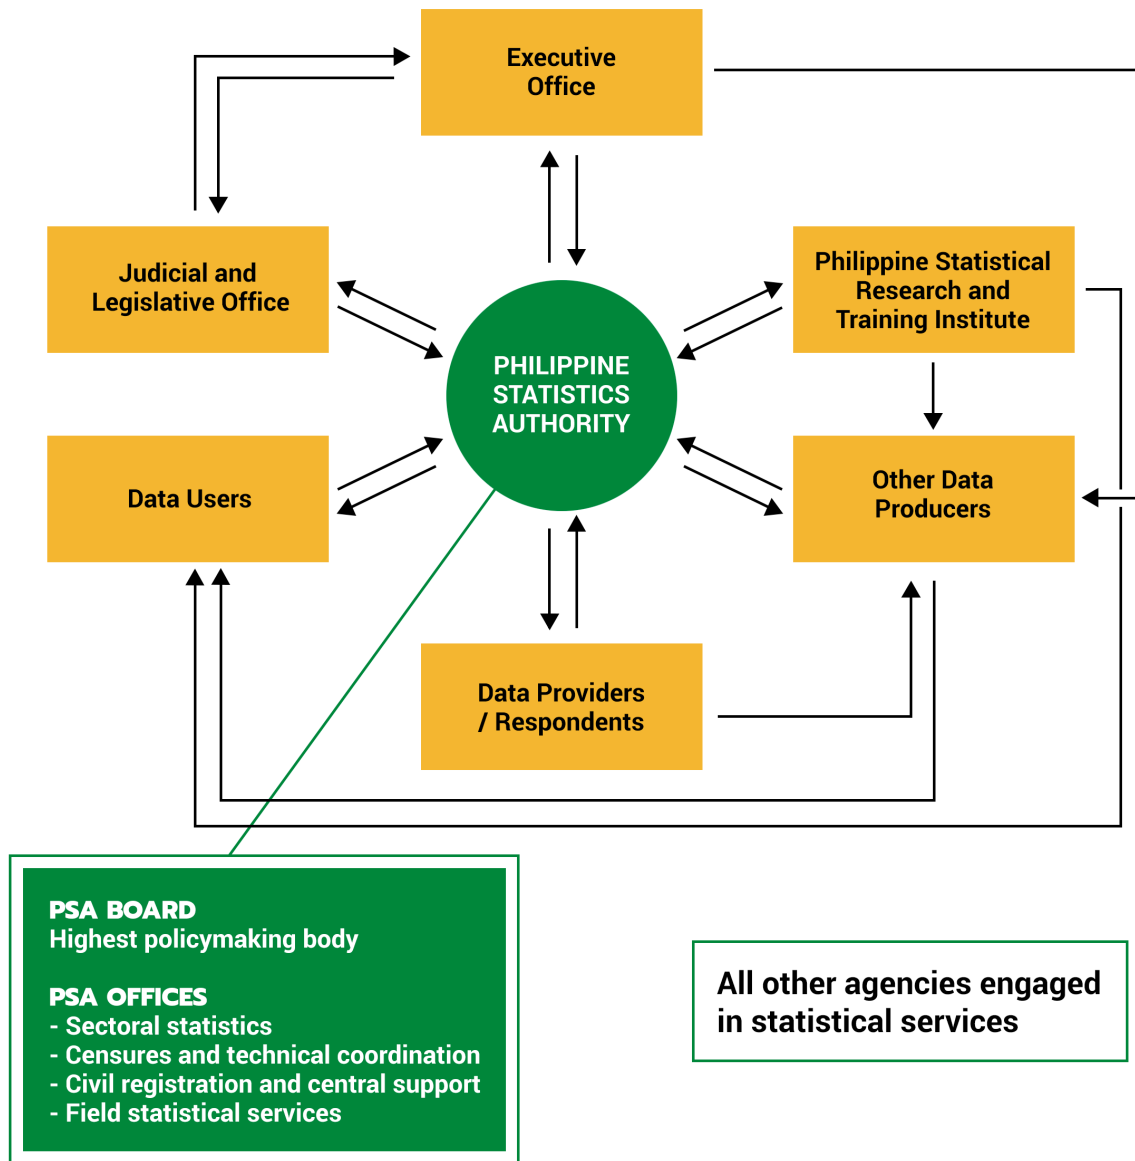 Executive
Office
Judicial and
Legislative Office
Philippine Statistical
Research and
Training Institute
PHILIPPINE
STATISTICS
AUTHORITY
Data Users
Other Data
Producers
Data Providers
/ Respondents
PSA BOARD
Highest policymaking body
PSA OFFICES
- Sectoral statistics
- Censures and technical coordination
- Civil registration and central support
- Field statistical services
All other agencies engaged
in statistical services